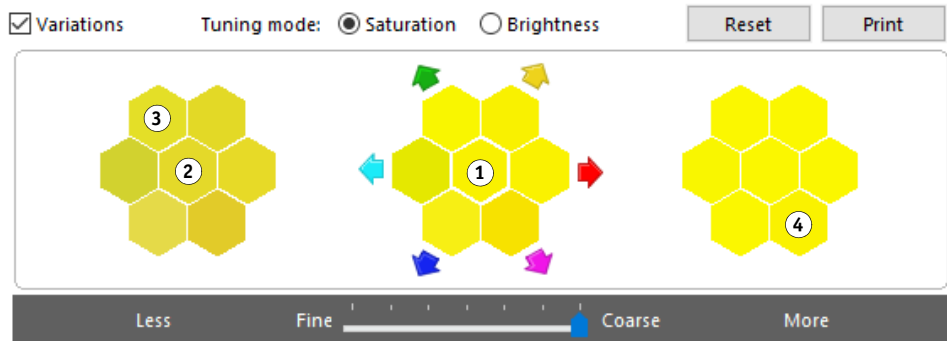 Variations Tuning mode: Saturation Brightness Reset Print
3
2 1
4
Less Fine Coarse More